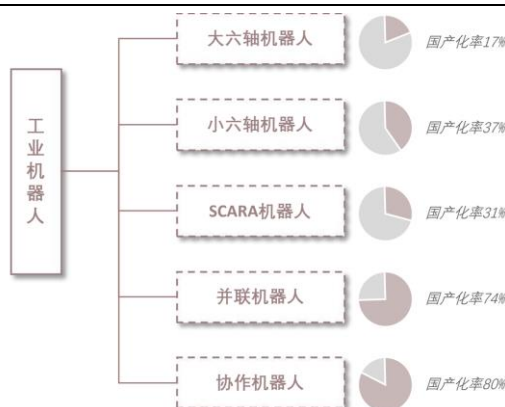 工业机器人
大六轴机器人
国产化率17%
小六轴机器人
国产化率37%
SCARA机器人
国产化率31%
并联机器人
国产化率74%
协作机器人
国产化率80%